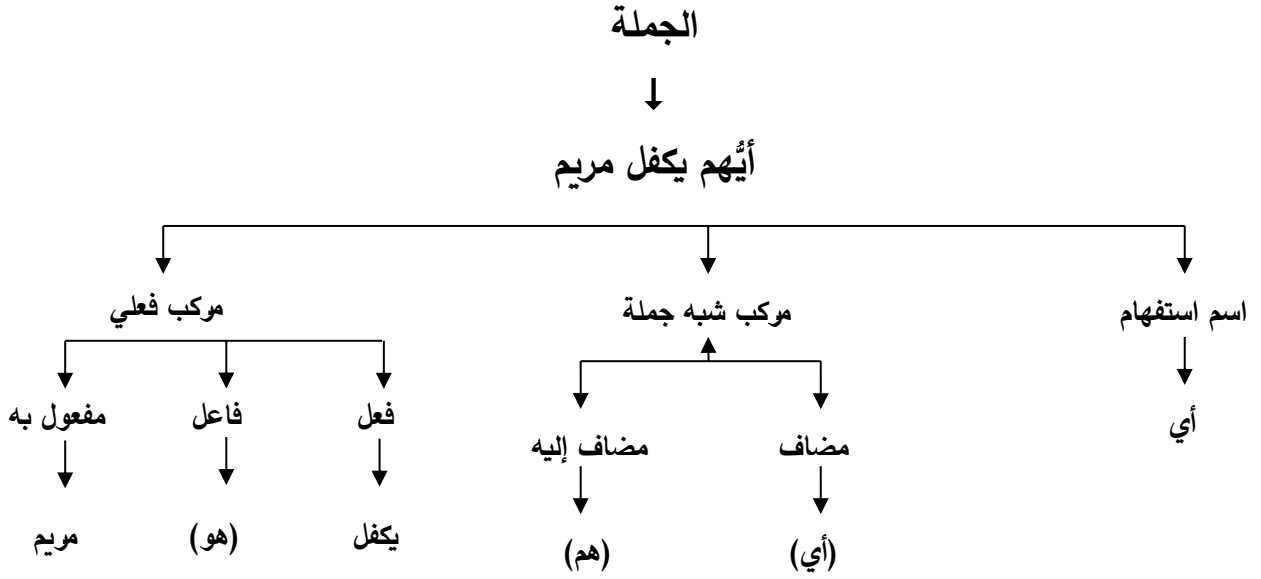 الجملة
أيُّهم يكفل مريم
اسم استفهام
مركب شبه جملة
مركب فعلي
أي
مضاف
مضاف إليه
فعل
فاعل
مفعول به
(أي)
(هم)
يكفل
(هو)
مريم